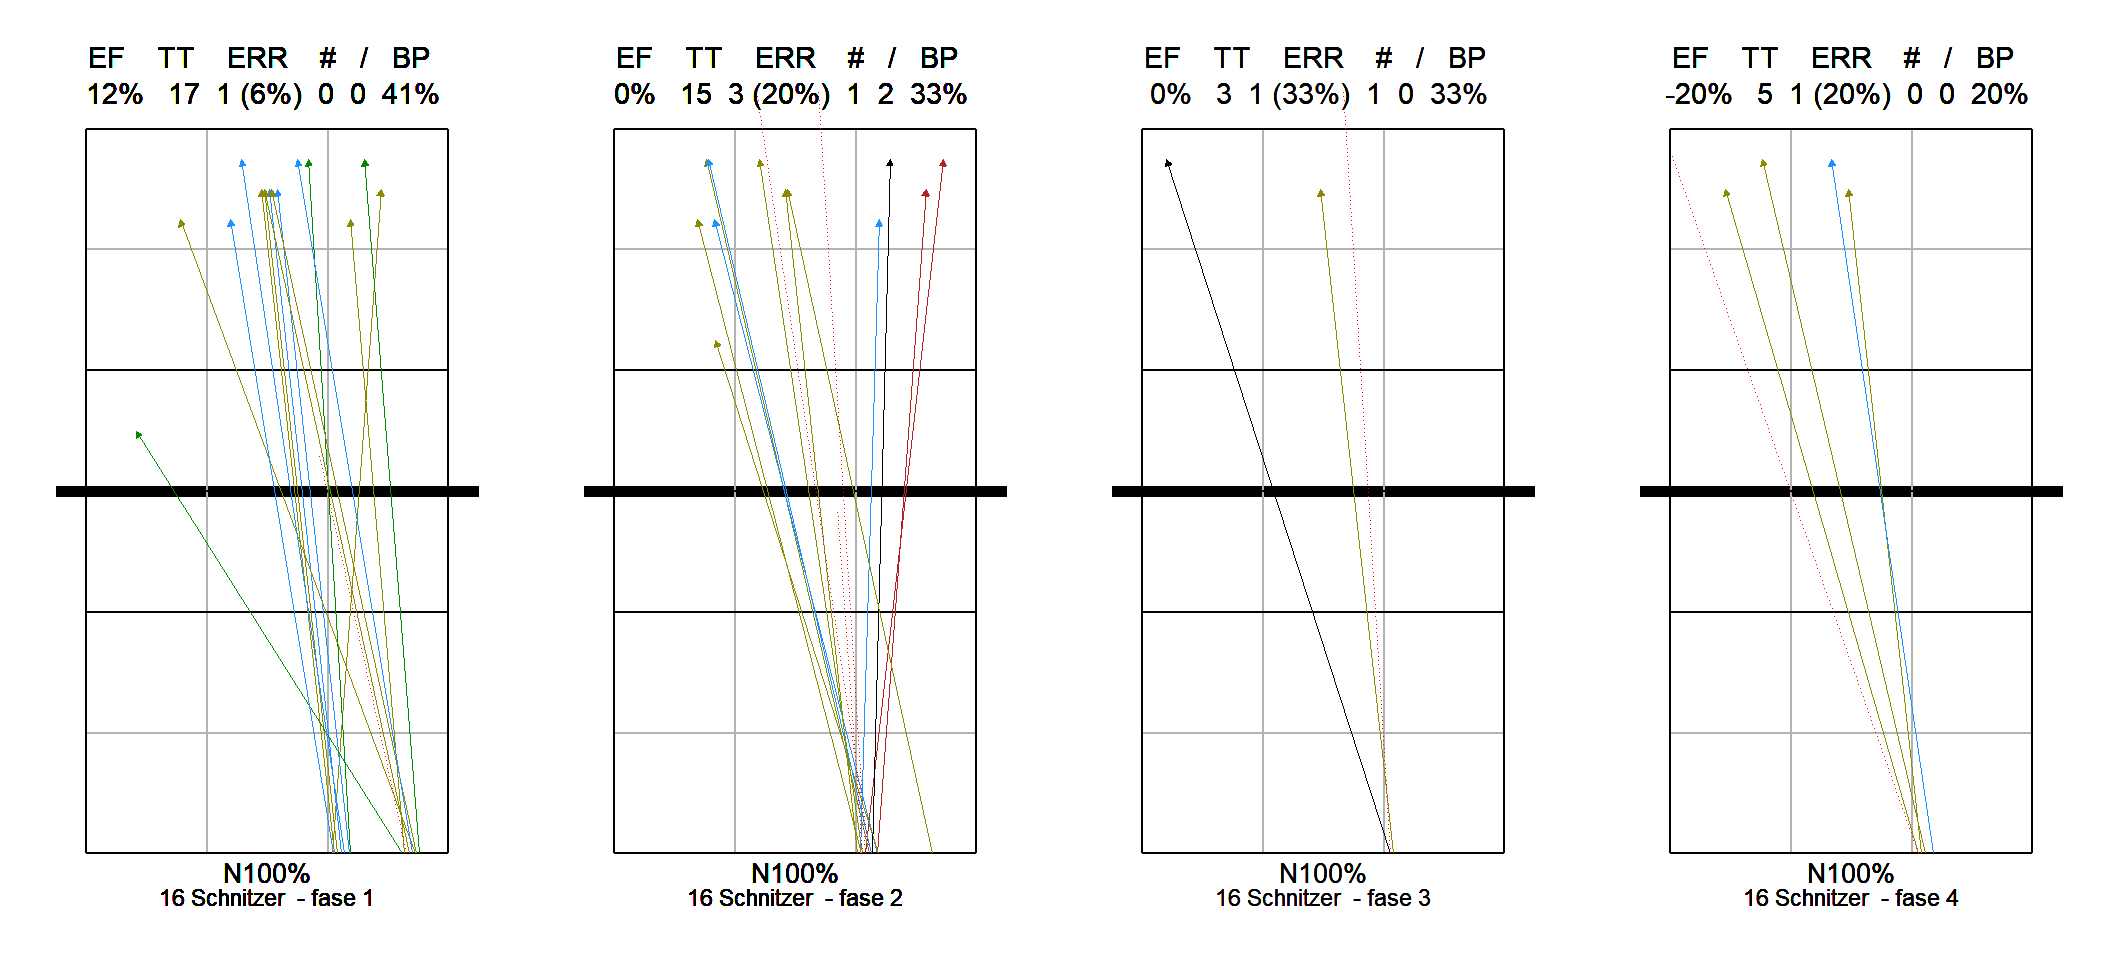 EF TT ERR # / BP
12% 17 1 (6%) 0 0 41%
N100%
16 Schnitzer - fase 1
EF TT ERR # / BP
0% 15 3 (20%) 1 2 33%
N100%
16 Schnitzer - fase 2
EF TT ERR # / BP
0% 3 1 (33%) 1 0 33%
N100%
16 Schnitzer - fase 3
EF TT ERR # / BP
-20% 5 1 (20%) 0 0 20%
N100%
16 Schnitzer - fase 4